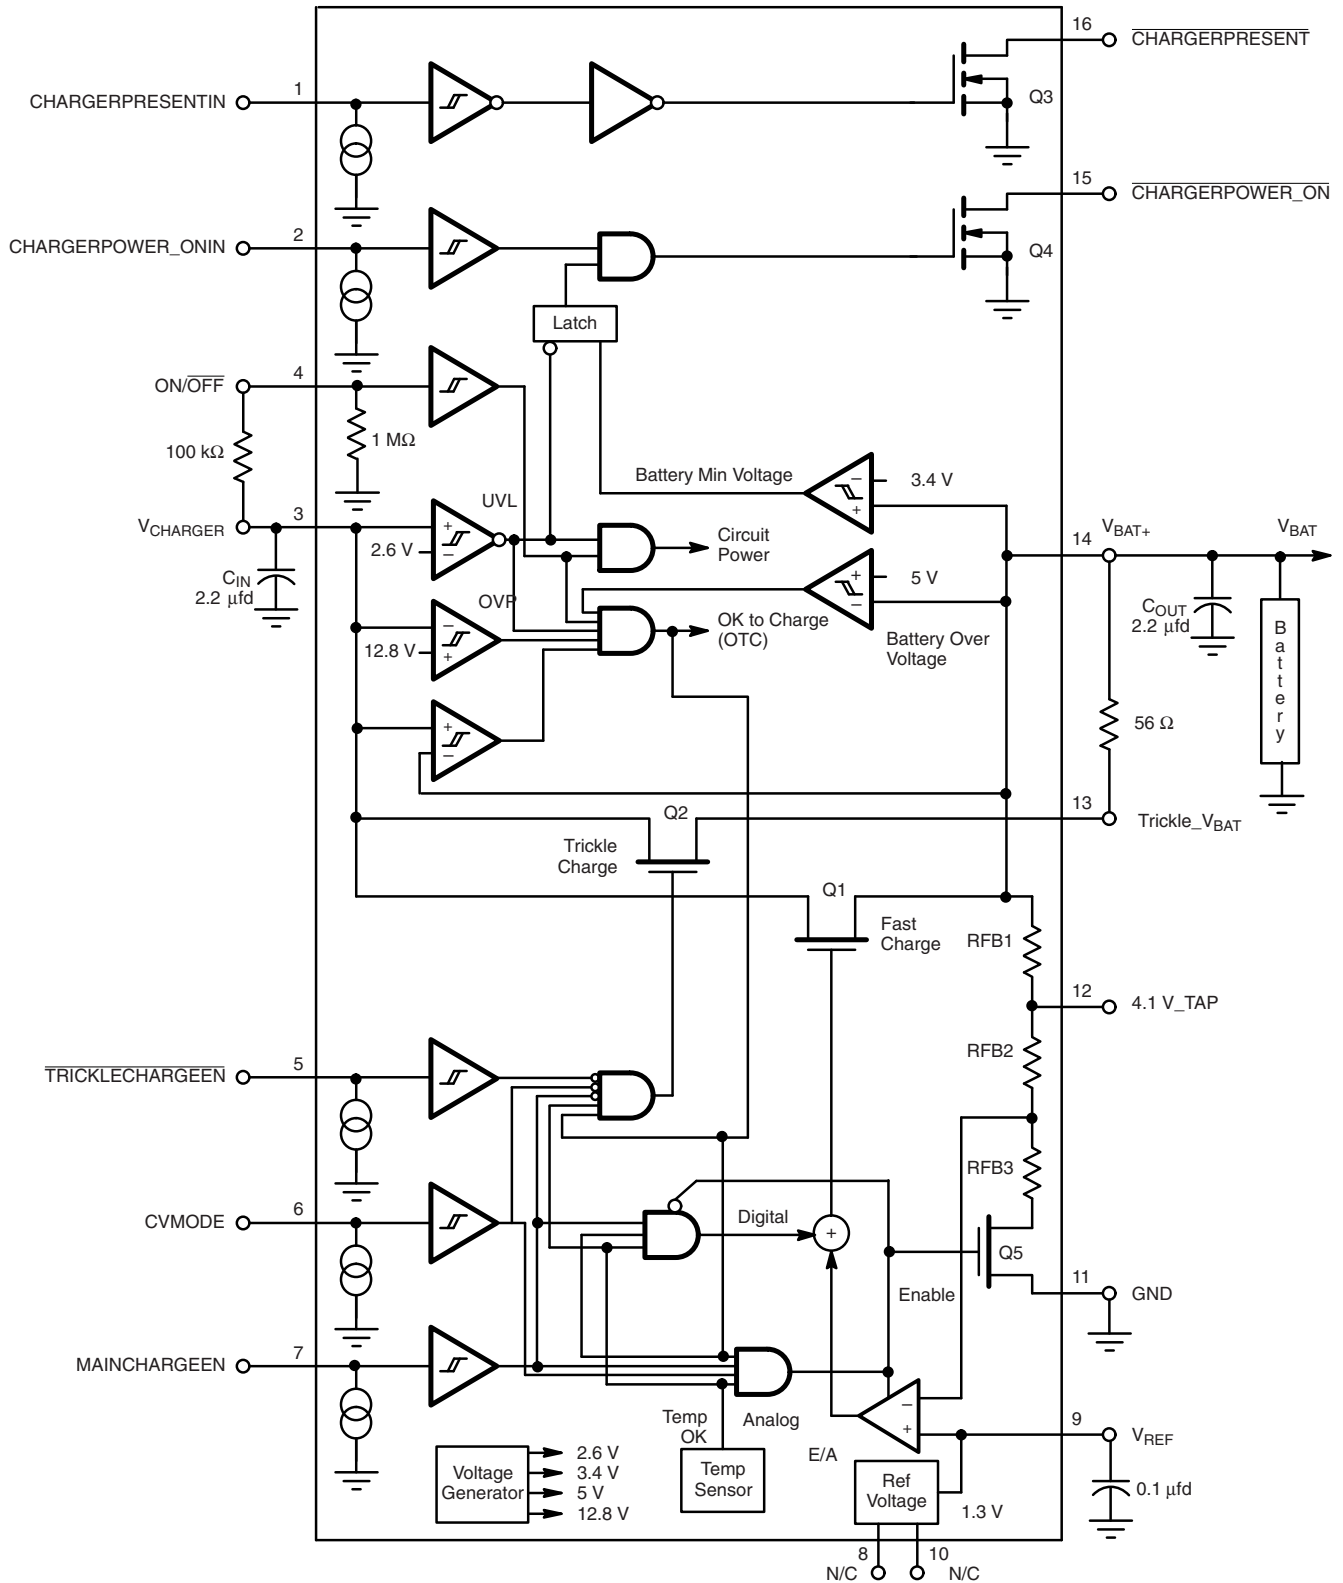 16 CHARGERPRESENT
1
CHARGERPRESENTIN
Q3
15 CHARGERPOWER_ON
2
CHARGERPOWER_ONIN
Q4
Latch
4
ON/OFF
1 MΩ
100 kΩ
Battery Min Voltage
3.4 V
UVL
3
VCHARGER
+
2.6 V
−
Circuit
Power
−
+
14 VBAT+
VBAT
CIN
2.2 µfd
OVP
+
5 V
−
COUT
2.2 µfd
−
12.8 V
+
OK to Charge
(OTC)
Battery Over
Voltage
Battery
+
−
56 Ω
Q2
13
Trickle_VBAT
Trickle
Charge
Q1
Fast
Charge
RFB1
12
4.1 V_TAP
RFB2
5
TRICKLECHARGEEN
RFB3
6
CVMODE
Digital
+
Q5
11
GND
Enable
7
MAINCHARGEEN
Temp
OK
Analog
−
+
E/A
9
VREF
Voltage
Generator
2.6 V
3.4 V
5 V
12.8 V
Temp
Sensor
Ref
Voltage
1.3 V
0.1 µfd
8
N/C
10
N/C